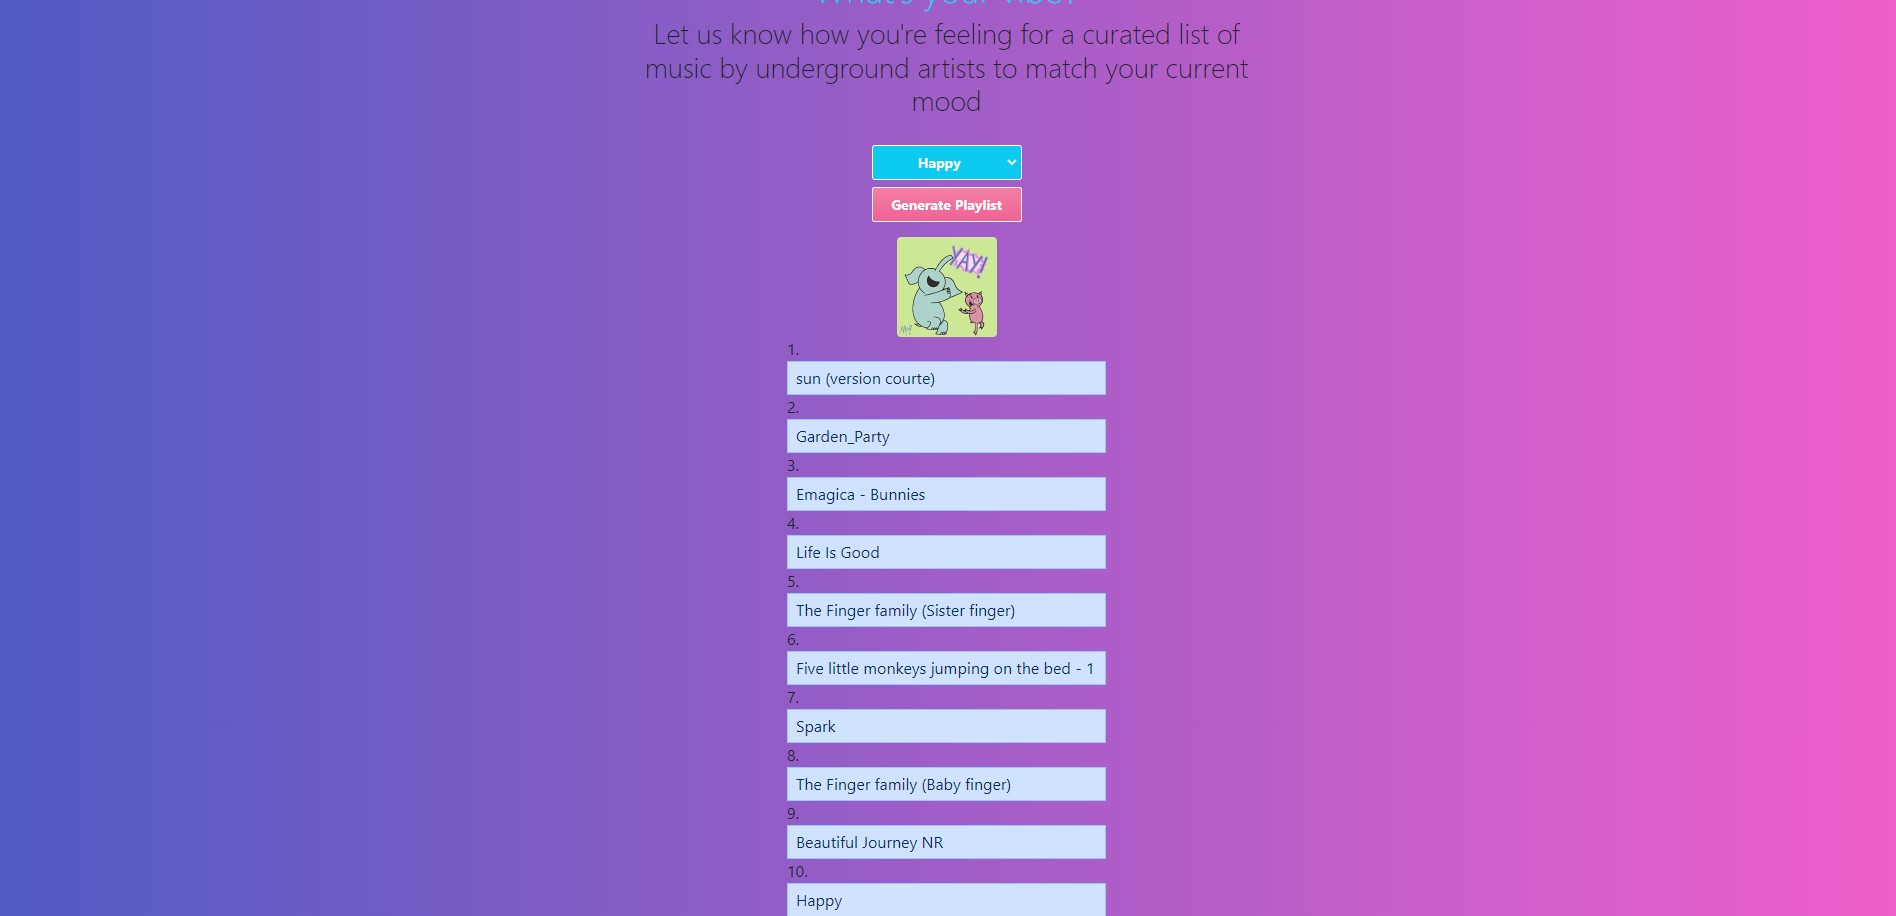 What's your vibe?
Let us know how you're feeling for a curated list of
music by underground artists to match your current
mood
Happy
Generate Playlist
YAY!
1.
sun (version courte)
2.
Garden_Party
3.
Emagica - Bunnies
4.
Life Is Good
5.
The Finger family (Sister finger)
6.
Five little monkeys jumping on the bed - 1
7.
Spark
8.
The Finger family (Baby finger)
9.
Beautiful Journey NR
10.
Happy